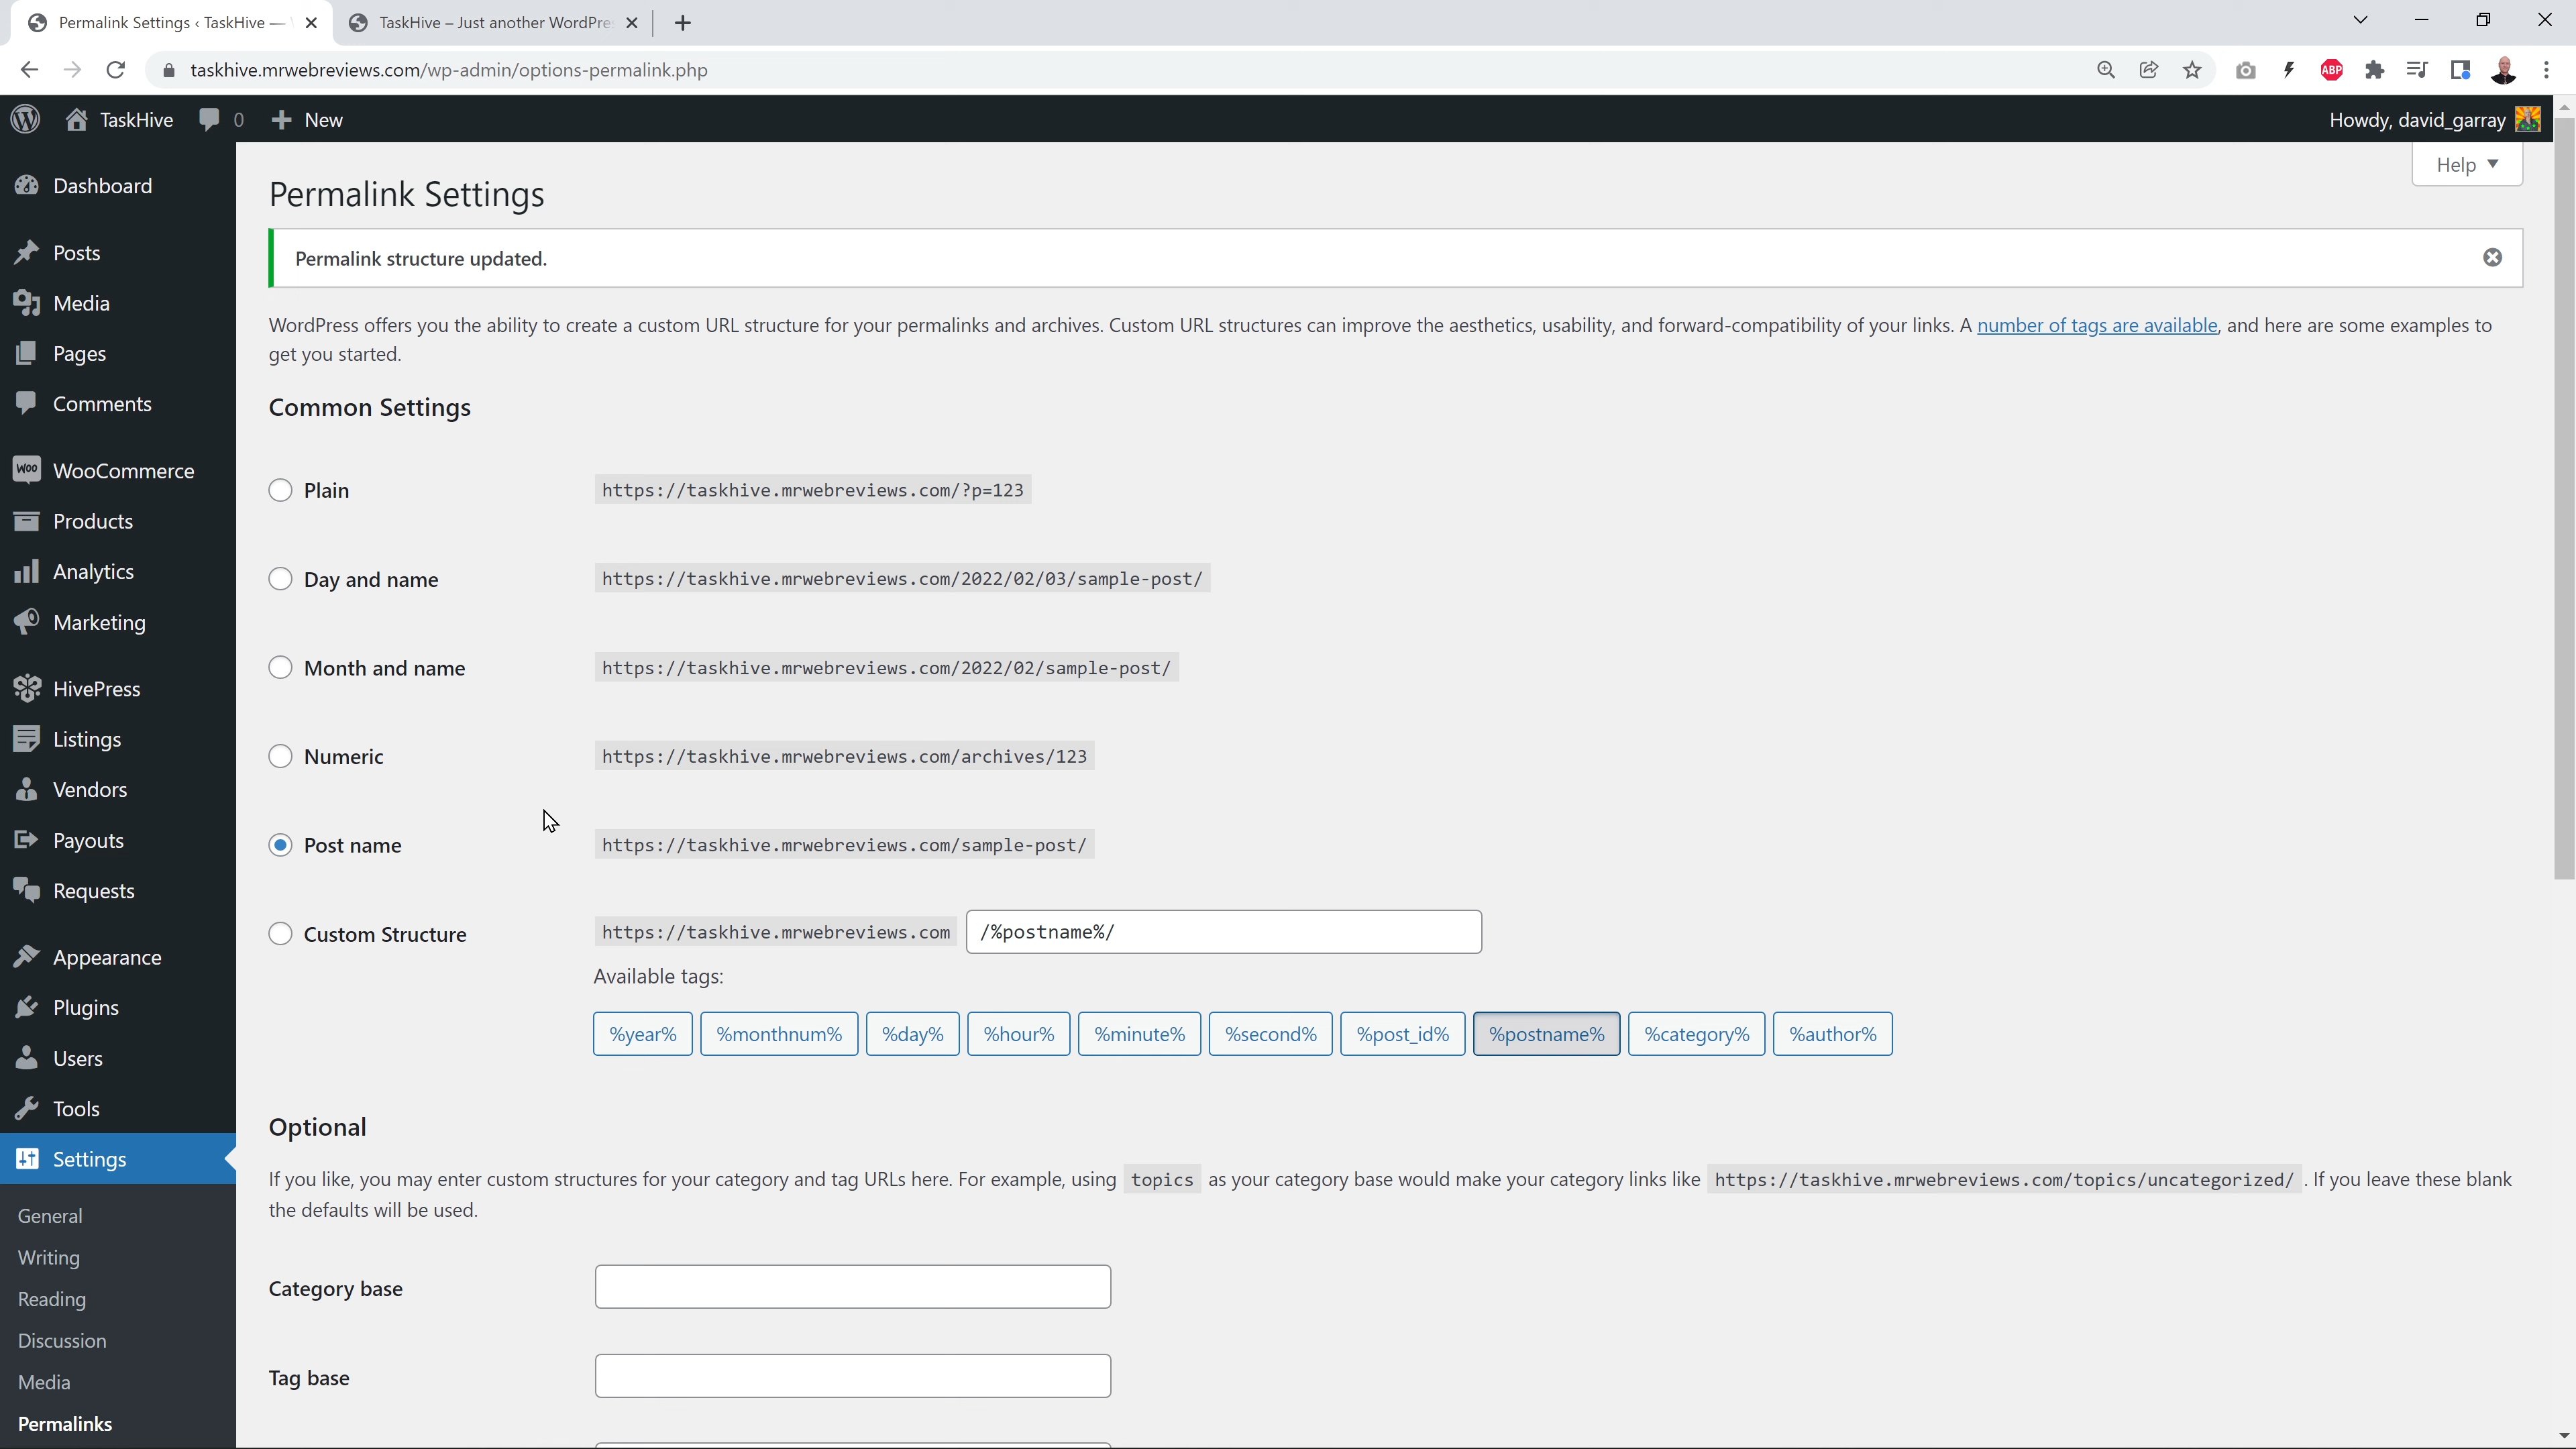 Permalink Settings ‹ TaskHive —
TaskHive – Just another WordPre
taskhive.mrwebreviews.com/wp-admin/options-permalink.php
ABP
TaskHive
0
New
Howdy, david_garray
Help
Dashboard
Posts
Media
Pages
Comments
Woo
WooCommerce
Products
Analytics
Marketing
HivePress
Listings
Vendors
Payouts
Requests
Appearance
Plugins
Users
Tools
Settings
General
Writing
Reading
Discussion
Media
Permalinks
Permalink Settings
Permalink structure updated.
WordPress offers you the ability to create a custom URL structure for your permalinks and archives. Custom URL structures can improve the aesthetics, usability, and forward-compatibility of your links. A number of tags are available, and here are some examples to
get you started.
Common Settings
Plain https://taskhive.mrwebreviews.com/?p=123
Day and name https://taskhive.mrwebreviews.com/2022/02/03/sample-post/
Month and name https://taskhive.mrwebreviews.com/2022/02/sample-post/
Numeric https://taskhive.mrwebreviews.com/archives/123
Post name https://taskhive.mrwebreviews.com/sample-post/
Custom Structure https://taskhive.mrwebreviews.com /%postname%/
Available tags:
%year% %monthnum% %day% %hour% %minute% %second% %post_id% %postname% %category% %author%
Optional
If you like, you may enter custom structures for your category and tag URLs here. For example, using topics as your category base would make your category links like https://taskhive.mrwebreviews.com/topics/uncategorized/ . If you leave these blank
the defaults will be used.
Category base
Tag base